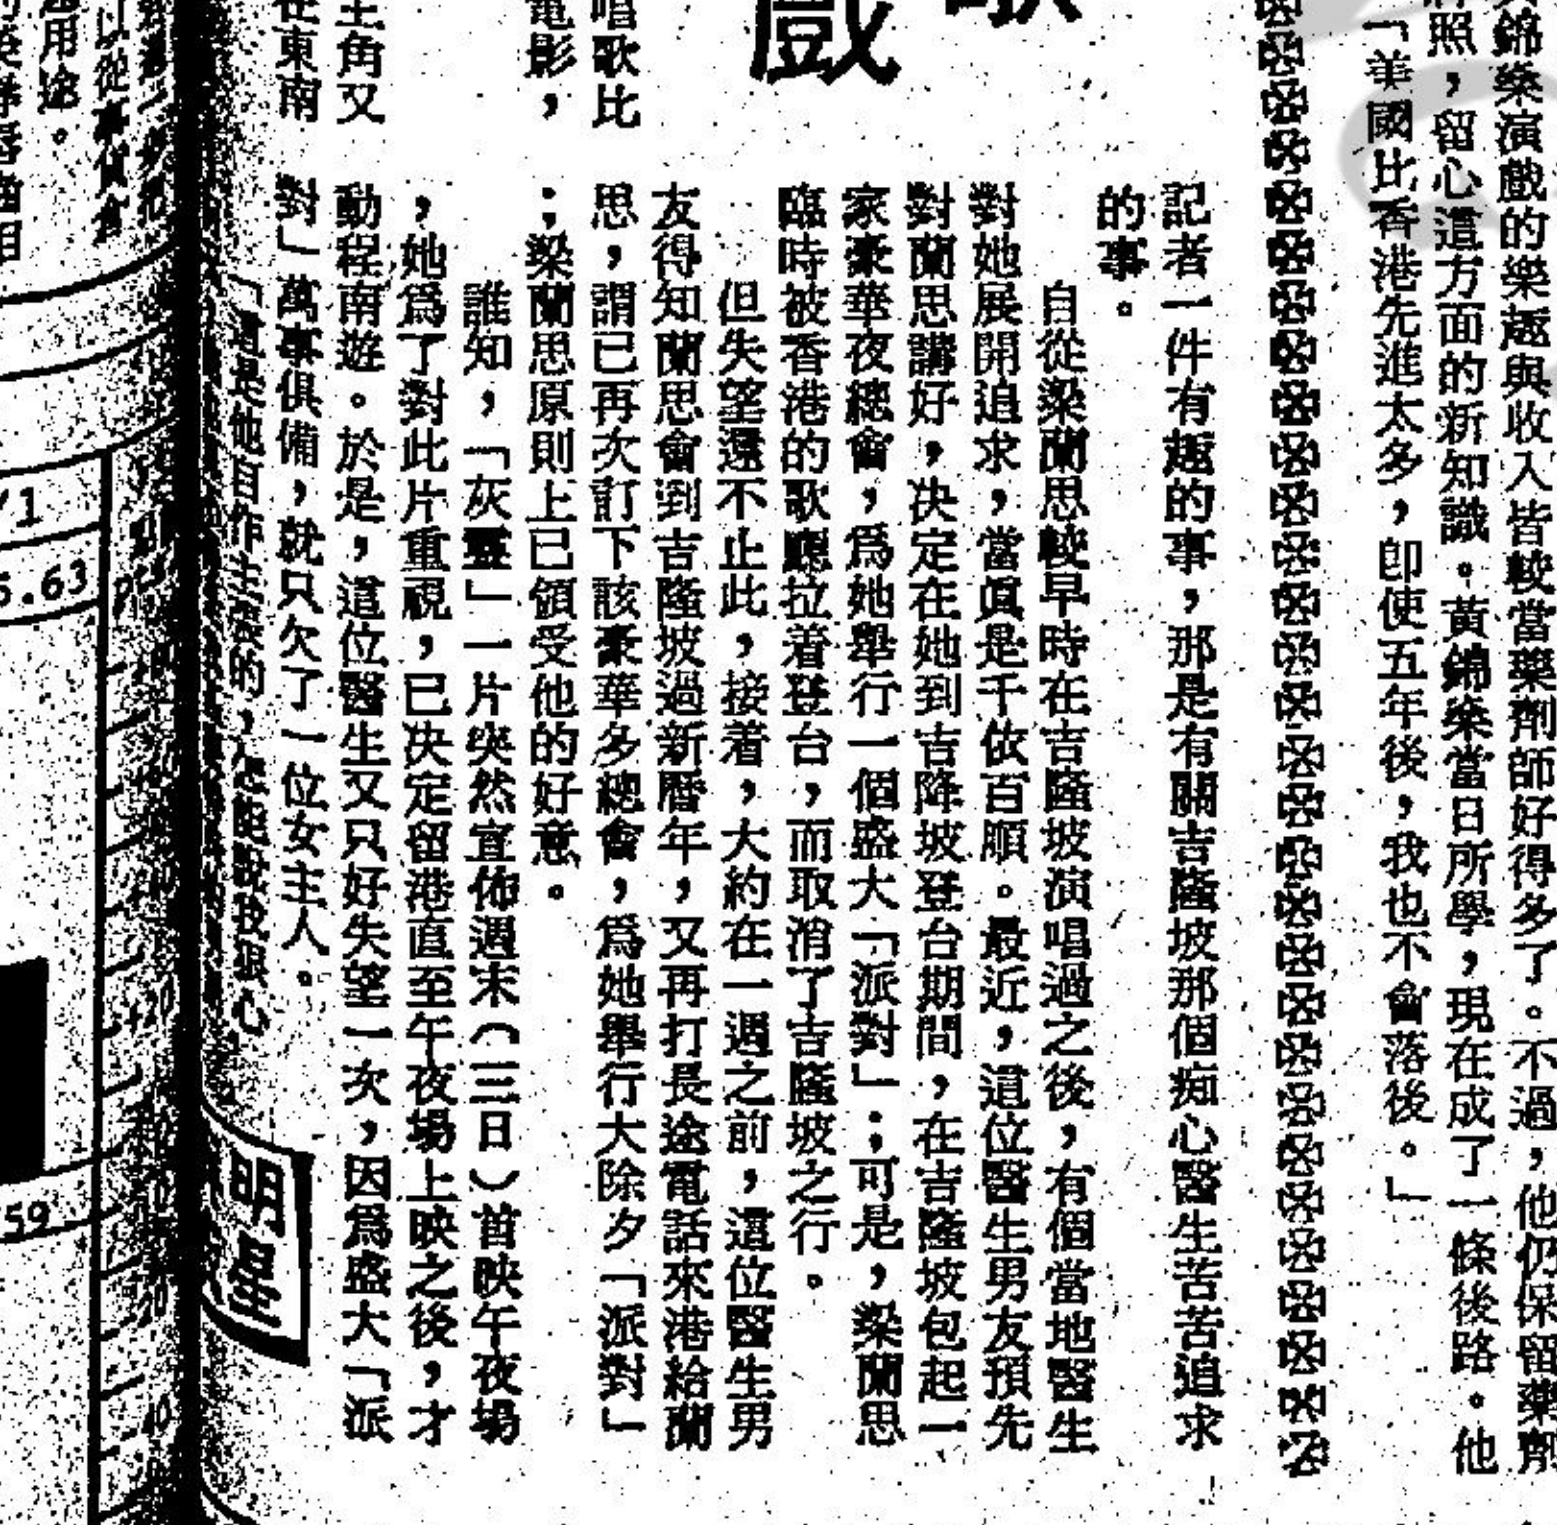 錦樂演戲的樂趣與收入皆較當藥劑師好得多了。不過，他仍保留藥劑
照，留心這方面的新知識。黃錦樂當日所學，現在成了一條後路。他
「美國比香港先進太多，卽使五年後，我也不會落後。」
戲
記者一件有趣的事，那是有關吉隆坡那個痴心醫生苦苦追求
的事。
自從梁蘭思較早時在吉隆坡演唱過之後，有個當地醫生
對她展開追求，當眞是千依百順。最近，這位醫生男友預先
對蘭思講好，决定在她到吉隆坡登台期間，在吉隆坡包起一
家豪華夜總會，爲她舉行一個盛大「派對」；可是，梁蘭思
臨時被香港的歌廳拉着登台，而取消了吉隆坡之行。
但失望還不止此，接着，大約在一週之前，這位醫生男
友得知蘭思會到吉隆坡過新曆年，又再打長途電話來港給蘭
思，謂已再次訂下該豪華夜總會，爲她舉行大除夕「派對」
；梁蘭思原則上已領受他的好意。
誰知，「灰靈」一片突然宣佈週末（三日）首映午夜場
，她爲了對此片重視，已决定留港直至午夜場上映之後，才
動程南遊。於是，這位醫生又只好失望一次，因爲盛大「派
對」萬事俱備，就只欠了一位女主人。
唱歌比
電影，
主角又
在東南
明星
用途。
以從事
5.63
59